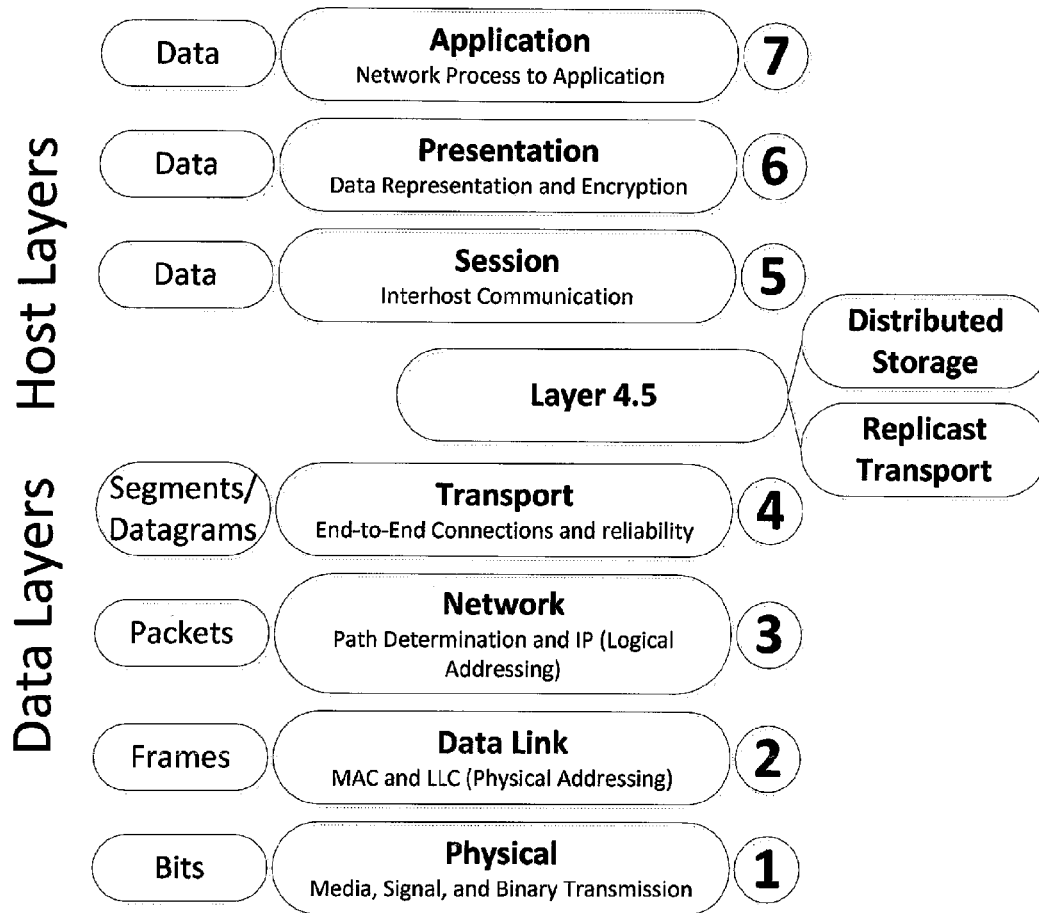 Host Layers
Data Layers
Data
Application
Network Process to Application
7
Data
Presentation
Data Representation and Encryption
6
Data
Session
Interhost Communication
5
Layer 4.5
Distributed
Storage
Replicast
Transport
Segments/
Datagrams
Transport
End-to-End Connections and reliability
4
Packets
Network
Path Determination and IP (Logical
Addressing)
3
Frames
Data Link
MAC and LLC (Physical Addressing)
2
Bits
Physical
Media, Signal, and Binary Transmission
1